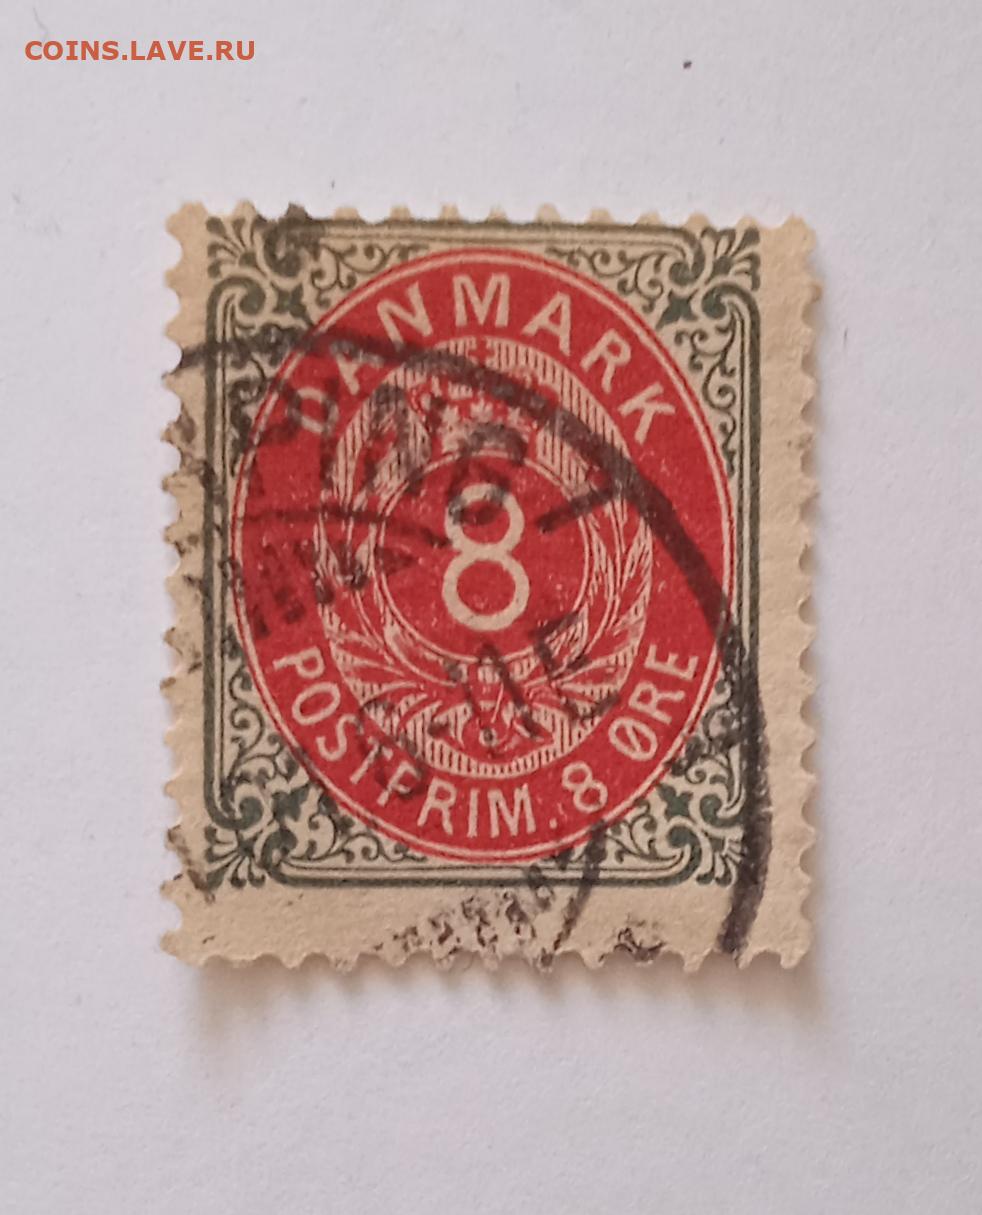 COINS.LAVE.RU
DANMARK
8
POSTFRIM. 8 ØRE